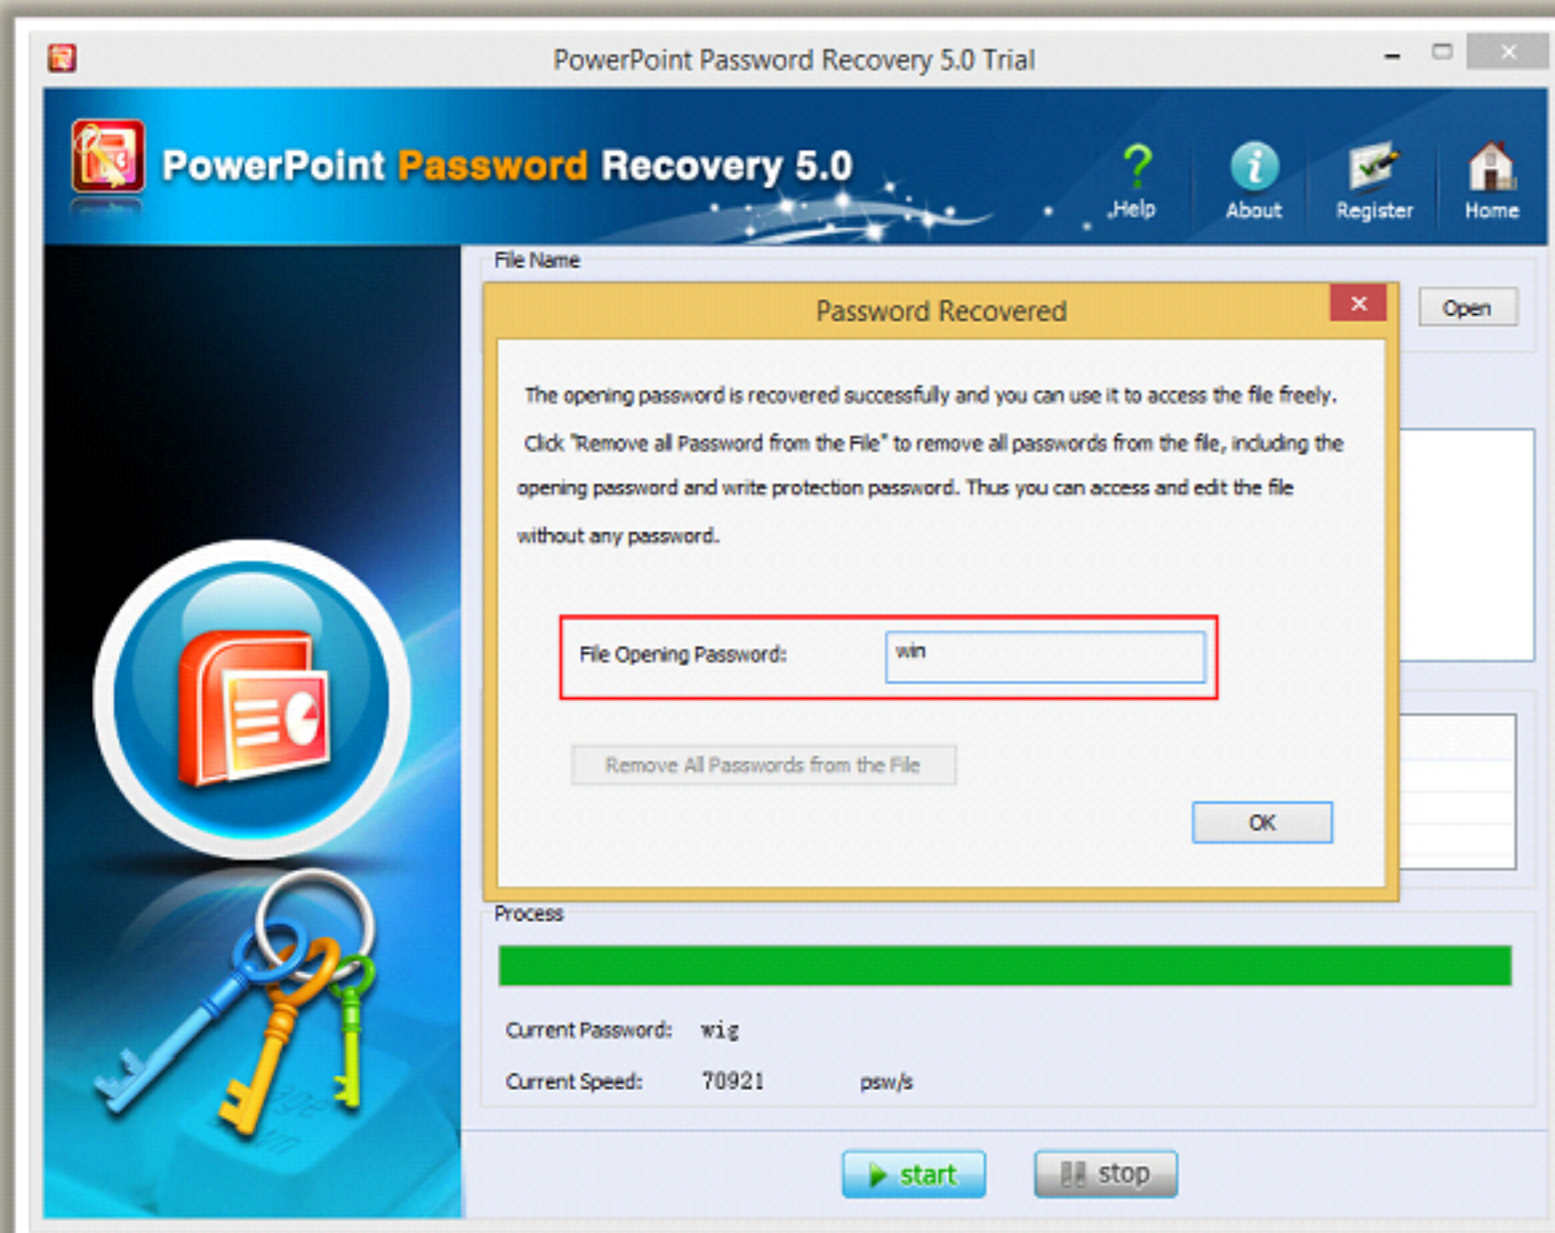 PowerPoint Password Recovery 5.0 Trial
PowerPoint Password Recovery 5.0
Help
About
Register
Home
File Name
Open
Password Recovered
The opening password is recovered successfully and you can use it to access the file freely.
Click "Remove all Password from the File" to remove all passwords from the file, including the
opening password and write protection password. Thus you can access and edit the file
without any password.
File Opening Password: win
Remove All Passwords from the File
OK
Process
Current Password: wig
Current Speed: 70921 psw/s
start
stop